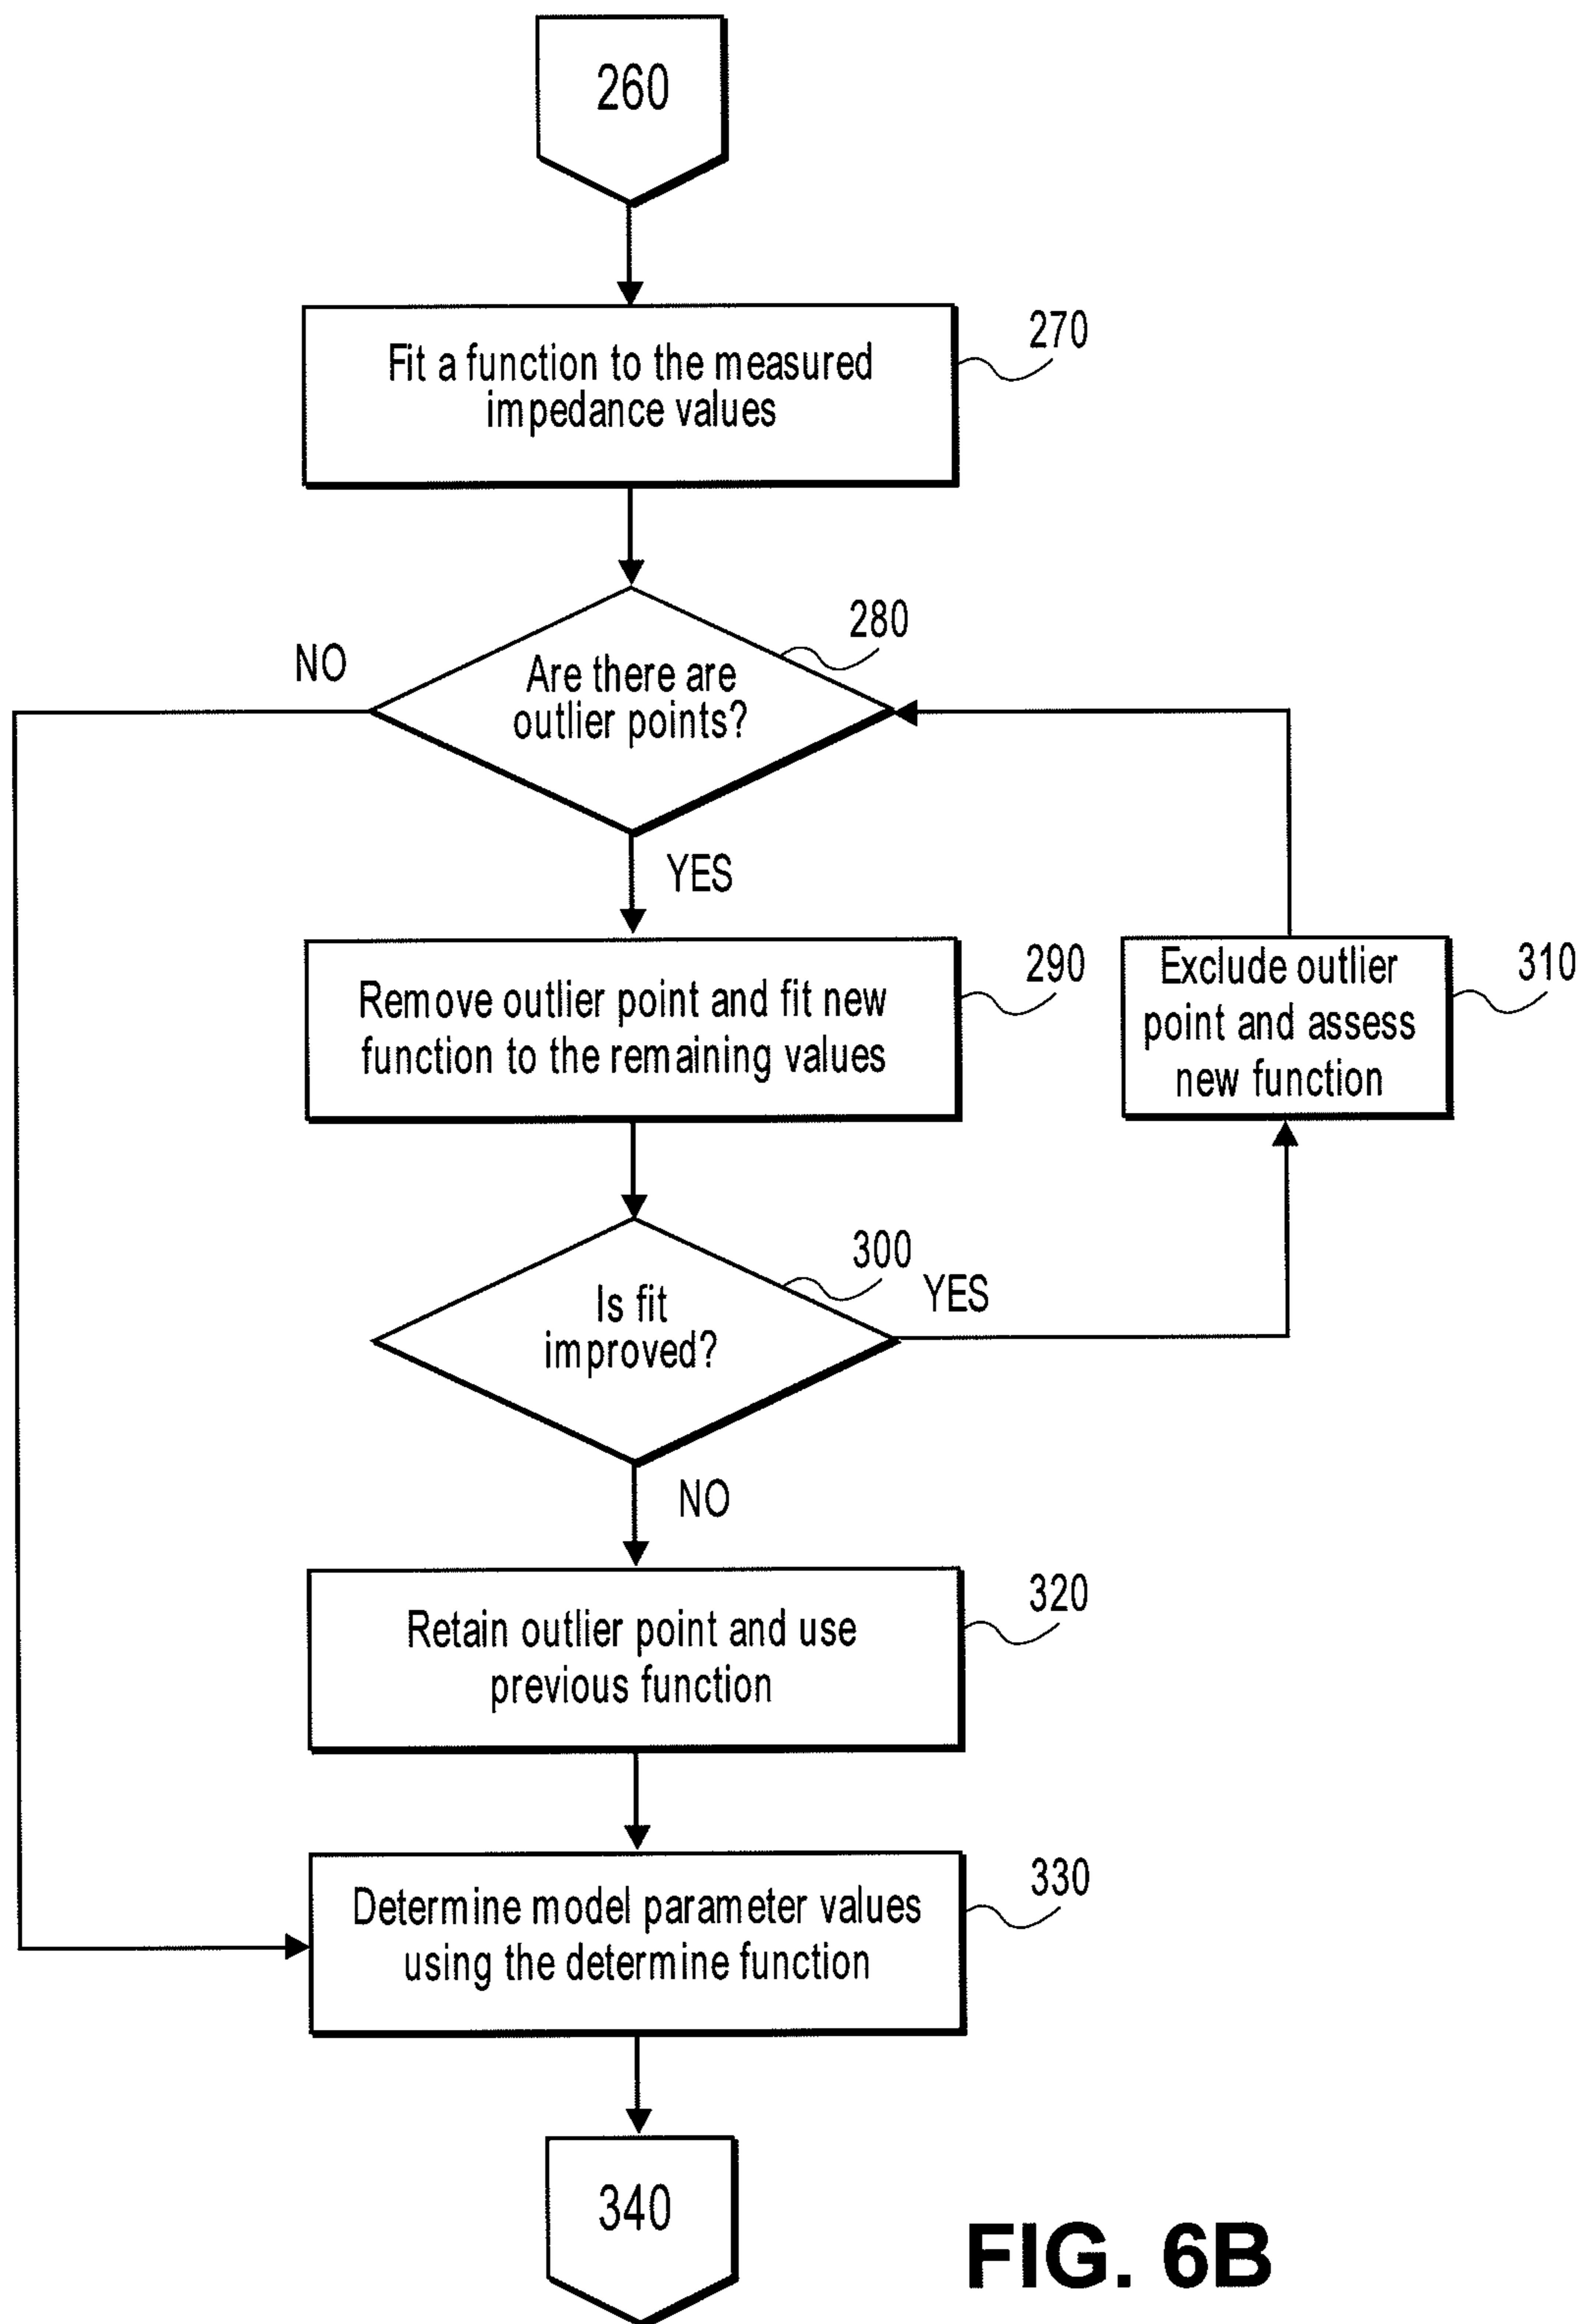 260
Fit a function to the measured
impedance values
270
Are there are
outlier points?
280
NO
YES
Remove outlier point and fit new
function to the remaining values
290
Exclude outlier
point and assess
new function
310
Is fit
improved?
300
YES
NO
Retain outlier point and use
previous function
320
Determine model parameter values
using the determine function
330
340
FIG. 6B